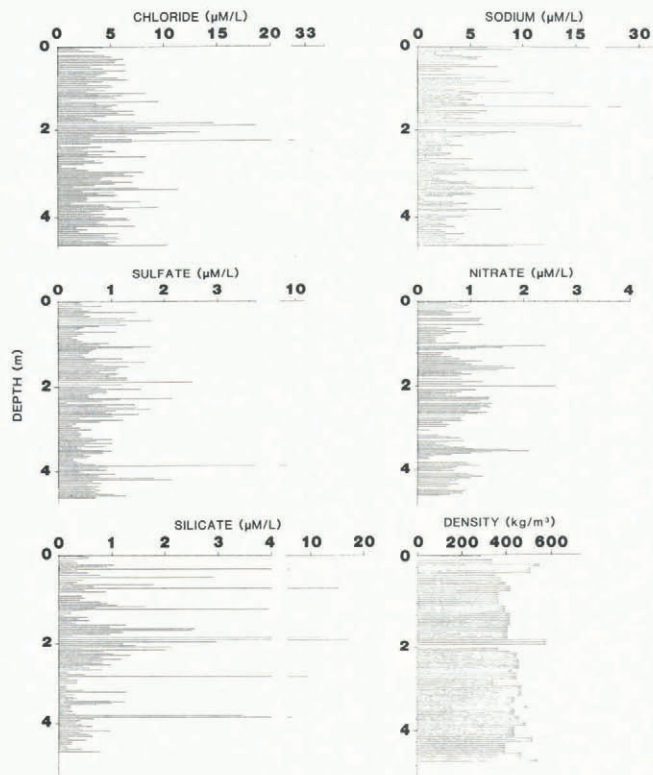 CHLORIDE (µM/L)
0 5 10 15 20 33
0
2
4
SODIUM (µM/L)
0 5 10 15 30
0
2
4
DEPTH (m)
SULFATE (µM/L)
0 1 2 3 10
0
2
4
NITRATE (µM/L)
0 1 2 3 4
0
2
4
SILICATE (µM/L)
0 1 2 3 4 10 20
0
2
4
DENSITY (kg/m³)
0 200 400 600
0
2
4